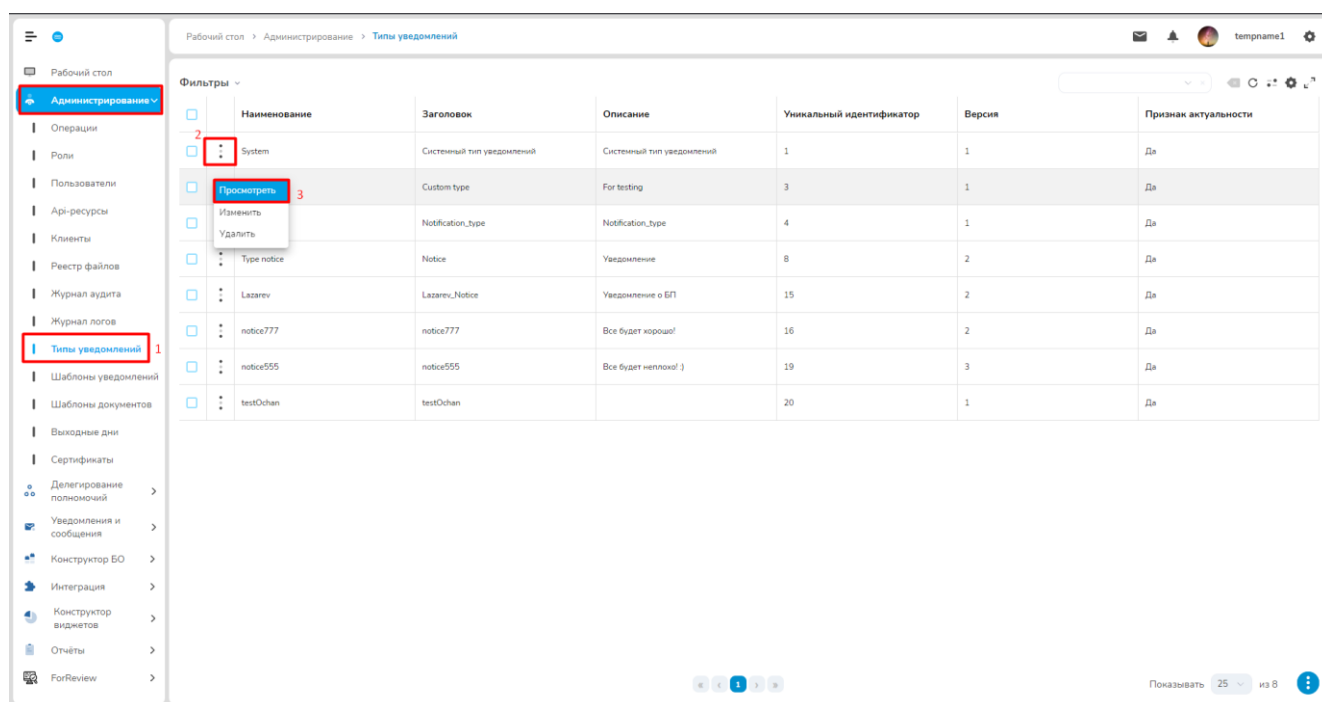 Рабочий стол > Администрирование > Типы уведомлений
tempname1
Рабочий стол
Администрирование
Операции
Роли
Пользователи
Api-ресурсы
Клиенты
Реестр файлов
Журнал аудита
Журнал логов
Типы уведомлений 1
Шаблоны уведомлений
Шаблоны документов
Выходные дни
Сертификаты
Делегирование
полномочий
Уведомления и
сообщения
Конструктор БО
Интеграция
Конструктор
виджетов
Отчёты
ForReview
Фильтры
Наименование Заголовок Описание Уникальный идентификатор Версия Признак актуальности
2
System Системный тип уведомлений Системный тип уведомлений 1 1 Да
Просмотреть 3 Custom type For testing 3 1 Да
Изменить
Notification_type Notification_type 4 1 Да
Удалить
Type notice Notice Уведомление 8 2 Да
Lazarev Lazarev_Notice Уведомление о БП 15 2 Да
notice777 notice777 Все будет хорошо! 16 2 Да
notice555 notice555 Все будет неплохо! :) 19 3 Да
testOchan testOchan 20 1 Да
« ‹ 1 › »
Показывать 25 из 8